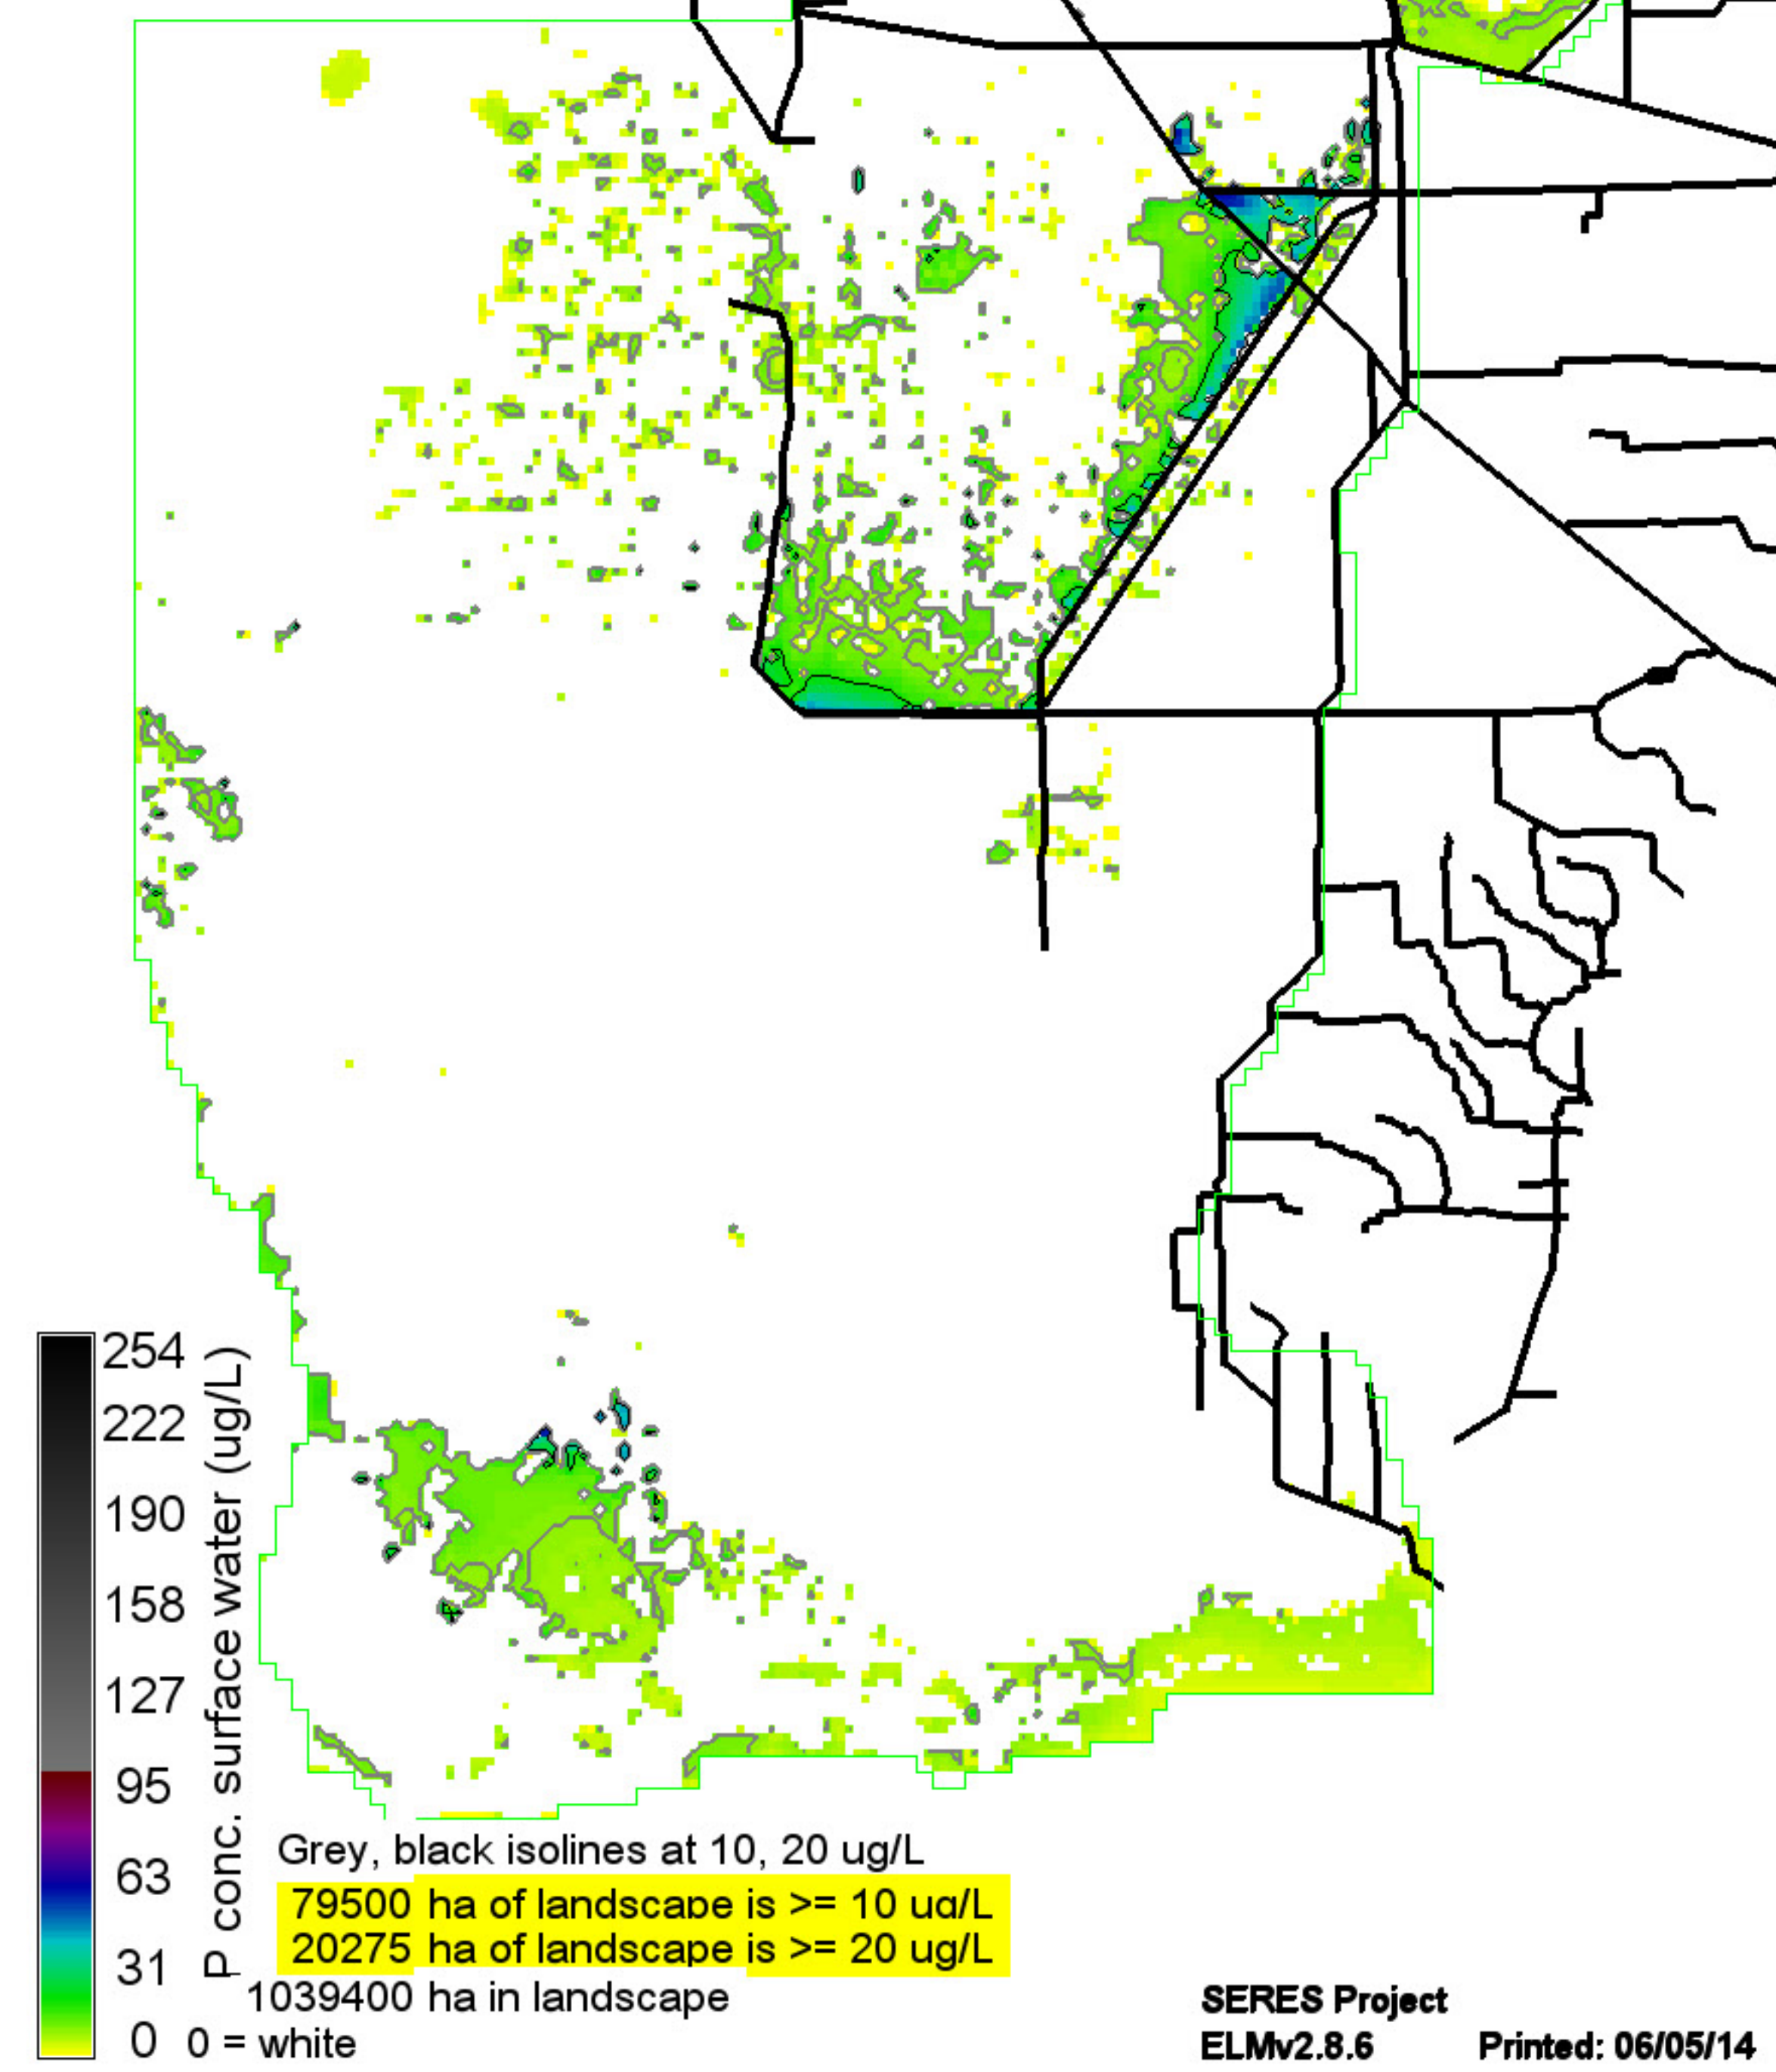 254
222
190
158
127
95
63
31
0
P conc. surface water (ug/L)
0 = white
Grey, black isolines at 10, 20 ug/L
79500 ha of landscape is >= 10 ug/L
20275 ha of landscape is >= 20 ug/L
1039400 ha in landscape
SERES Project
ELMv2.8.6
Printed: 06/05/14